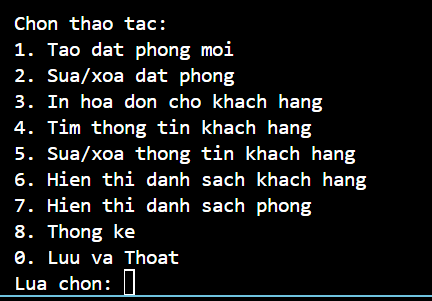 Chon thao tac:
1. Tao dat phong moi
2. Sua/xoa dat phong
3. In hoa don cho khach hang
4. Tim thong tin khach hang
5. Sua/xoa thong tin khach hang
6. Hien thi danh sach khach hang
7. Hien thi danh sach phong
8. Thong ke
0. Luu va Thoat
Lua chon: